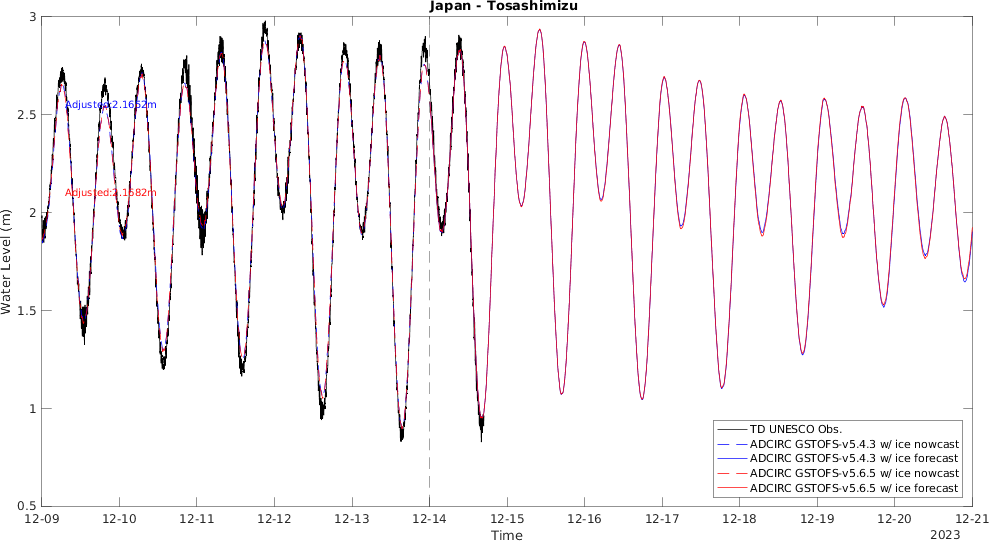 Japan - Tosashimizu
3
2.5
2
1.5
1
0.5
Water Level (m)
Adjusted:2.1652m
Adjusted:2.1582m
TD UNESCO Obs.
ADCIRC GSTOFS-v5.4.3 w/ ice nowcast
ADCIRC GSTOFS-v5.4.3 w/ ice forecast
ADCIRC GSTOFS-v5.6.5 w/ ice nowcast
ADCIRC GSTOFS-v5.6.5 w/ ice forecast
12-09 12-10 12-11 12-12 12-13 12-14 12-15 12-16 12-17 12-18 12-19 12-20 12-21
Time
2023